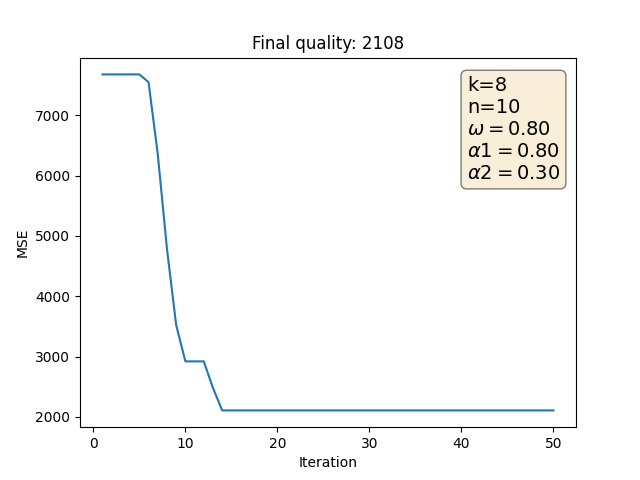 Final quality: 2108
k=8
n=10
ω = 0.80
α1 = 0.80
α2 = 0.30
7000
6000
5000
4000
3000
2000
MSE
0 10 20 30 40 50
Iteration